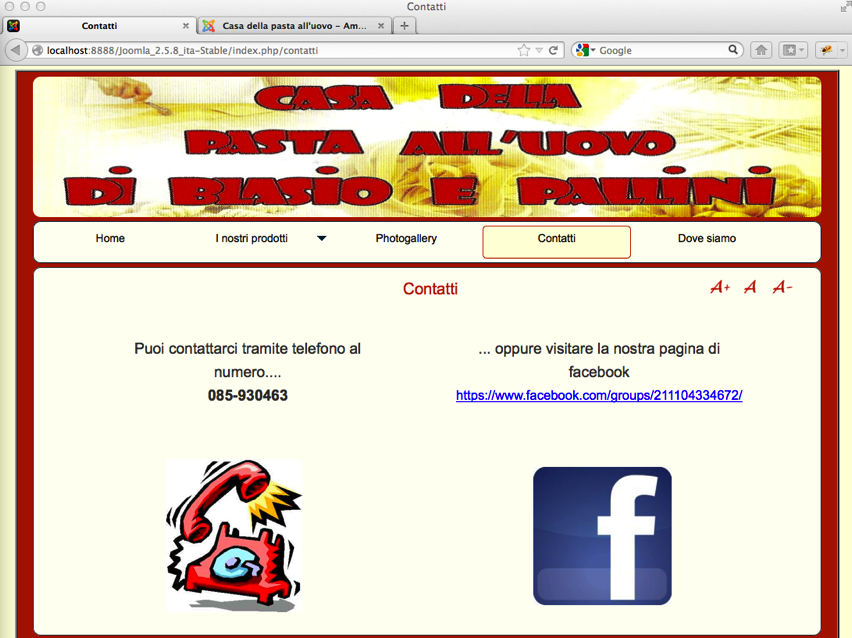 Contatti
Contatti
Casa della pasta all'uovo – Am...
localhost:8888/Joomla_2.5.8_ita-Stable/index.php/contatti
Google
CASA DELLA
PASTA ALL'UOVO
DI BLASIO E PALLINI
Home I nostri prodotti Photogallery Contatti Dove siamo
Contatti
A+ A A-
Puoi contattarci tramite telefono al
numero....
085-930463
... oppure visitare la nostra pagina di
facebook
https://www.facebook.com/groups/211104334672/
f